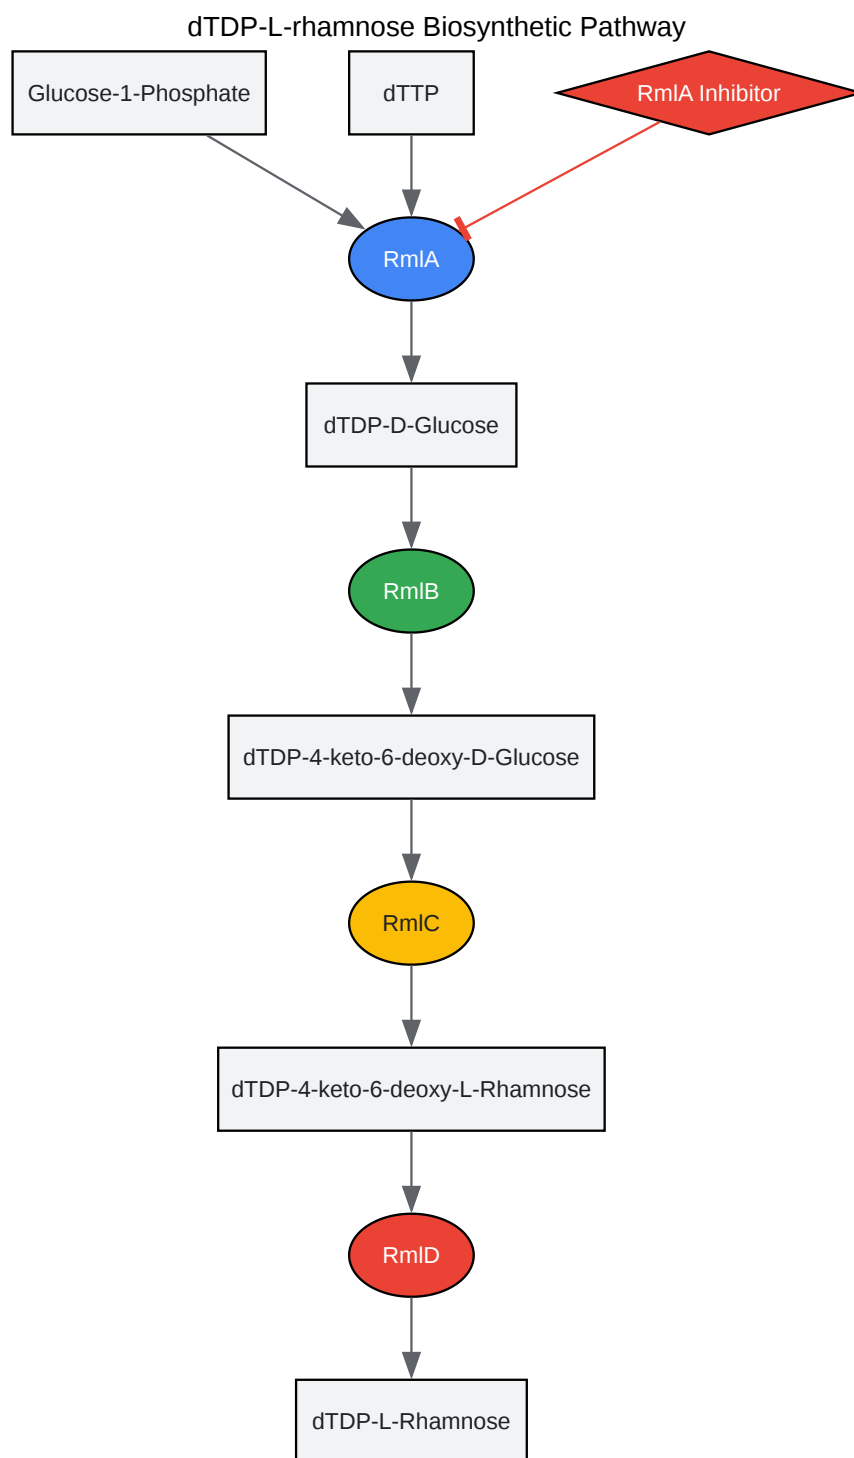 dTDP-L-rhamnose Biosynthetic Pathway
Glucose-1-Phosphate
dTTP
RmlA Inhibitor
RmlA
dTDP-D-Glucose
RmlB
dTDP-4-keto-6-deoxy-D-Glucose
RmlC
dTDP-4-keto-6-deoxy-L-Rhamnose
RmlD
dTDP-L-Rhamnose